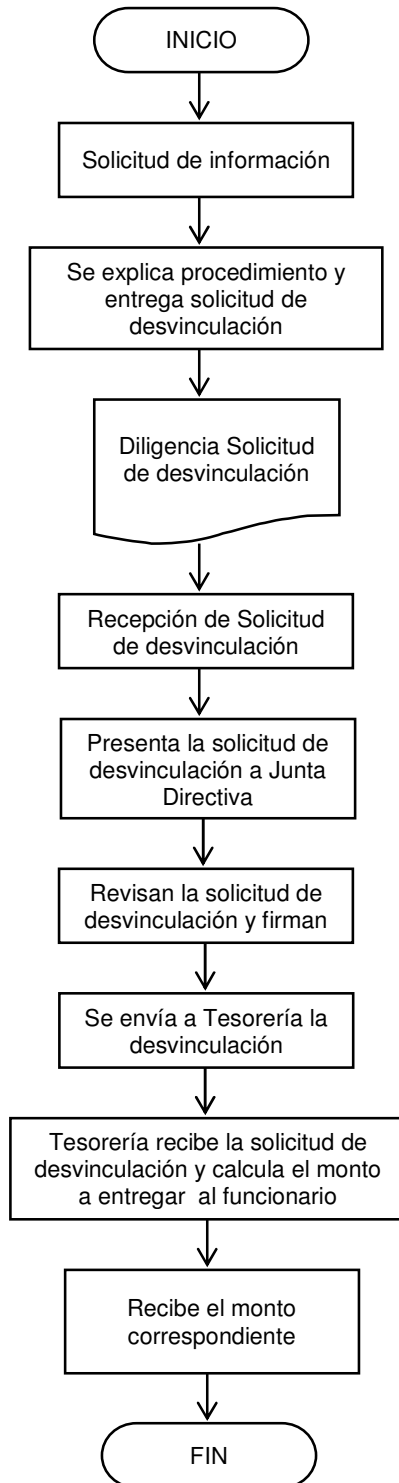 INICIO
Solicitud de información
Se explica procedimiento y
entrega solicitud de
desvinculación
Diligencia Solicitud
de desvinculación
Recepción de Solicitud
de desvinculación
Presenta la solicitud de
desvinculación a Junta
Directiva
Revisan la solicitud de
desvinculación y firman
Se envía a Tesorería la
desvinculación
Tesorería recibe la solicitud de
desvinculación y calcula el monto
a entregar al funcionario
Recibe el monto
correspondiente
FIN